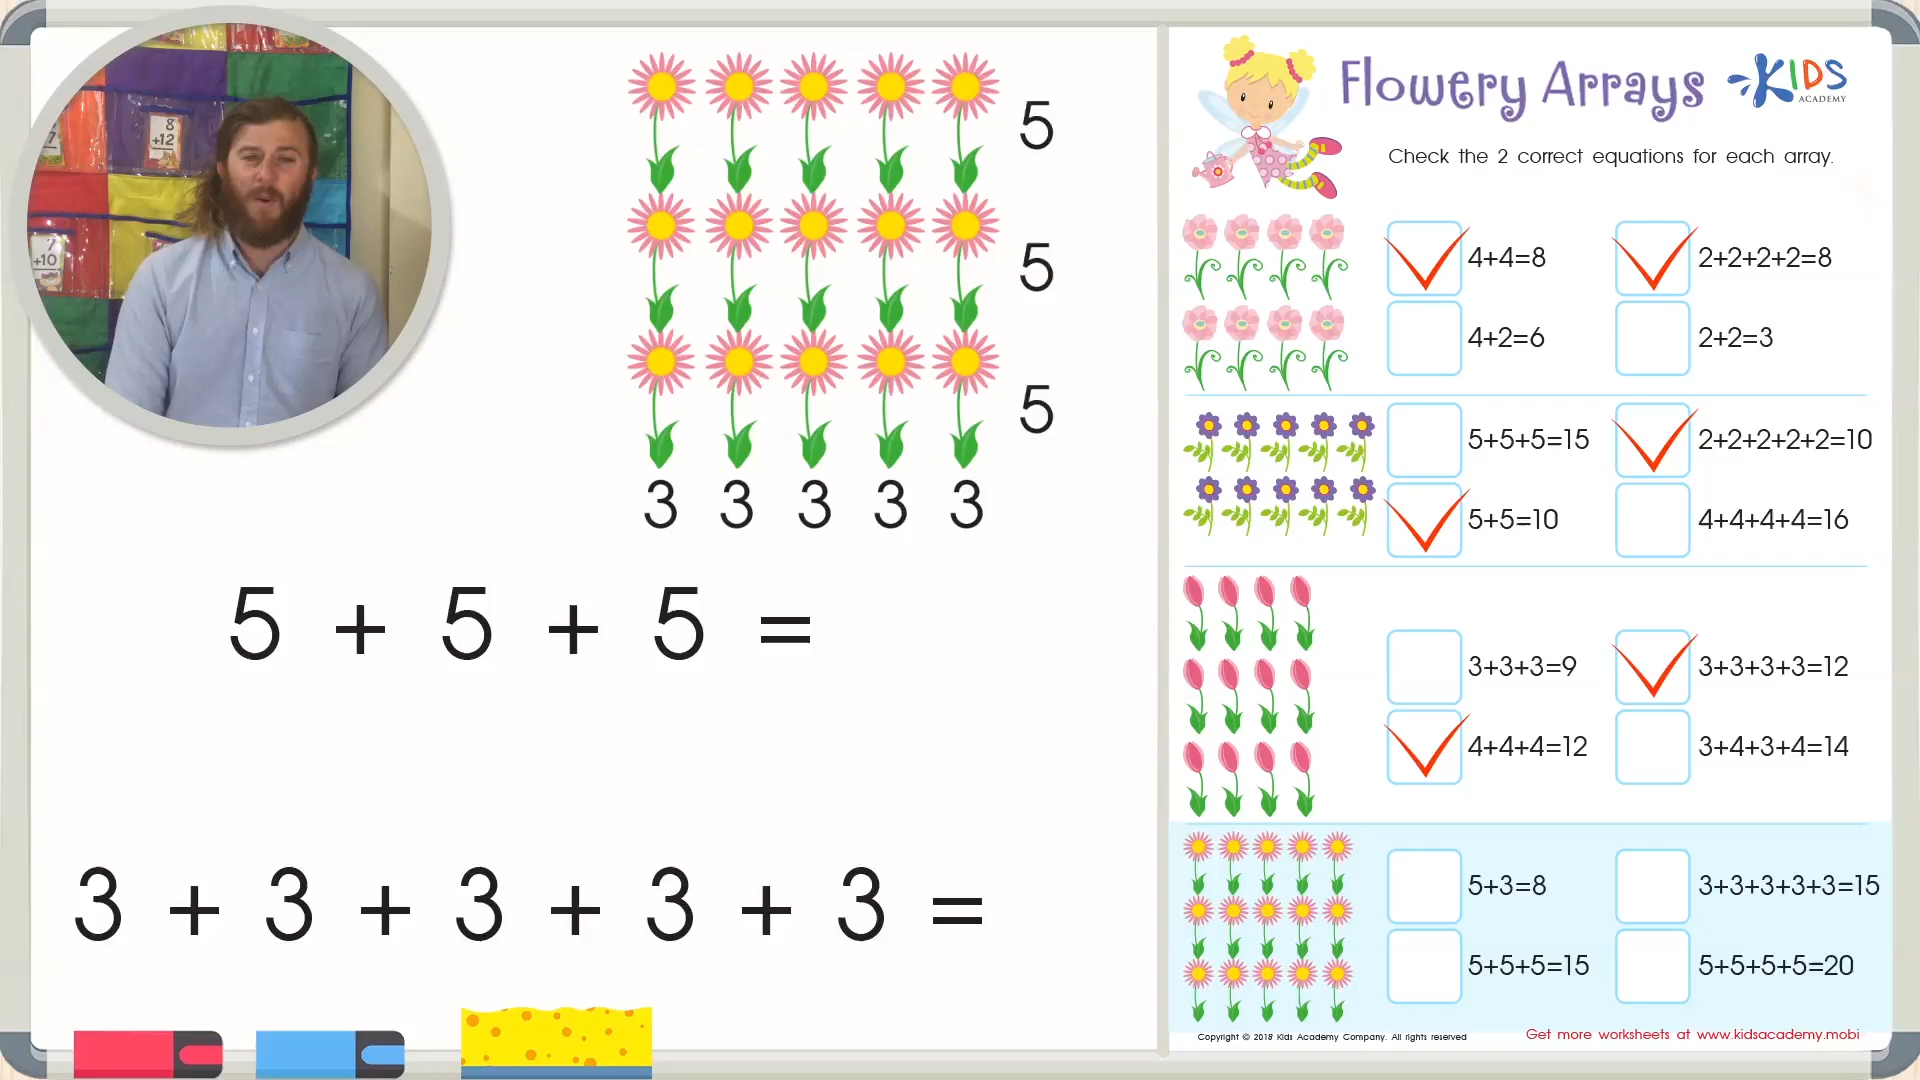 7
8
+12
7
+10
5
5
5
3 3 3 3 3
5 + 5 + 5 =
3 + 3 + 3 + 3 + 3 =
Flowery Arrays
KIDS
ACADEMY
Check the 2 correct equations for each array.
4+4=8 2+2+2+2=8
4+2=6 2+2=3
5+5+5=15 2+2+2+2+2=10
5+5=10 4+4+4+4=16
3+3+3=9 3+3+3+3=12
4+4+4=12 3+4+3+4=14
5+3=8 3+3+3+3+3=15
5+5+5=15 5+5+5+5=20
Copyright © 2018 Kids Academy Company. All rights reserved
Get more worksheets at www.kidsacademy.mobi